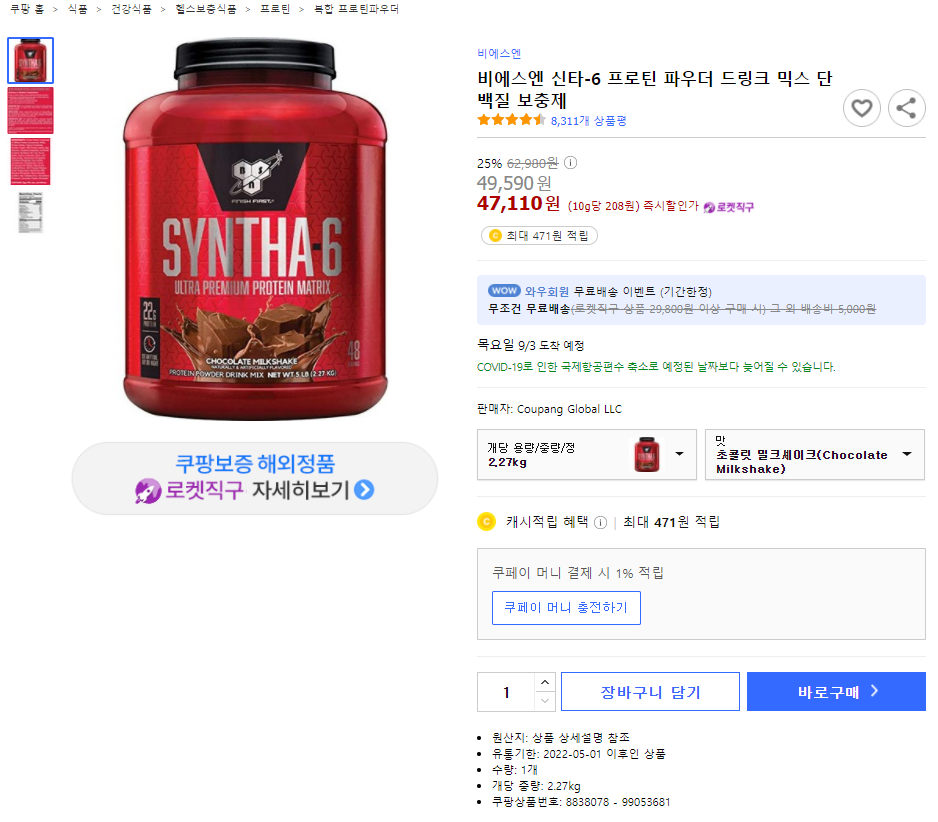 쿠팡 홈 > 식품 > 건강식품 > 헬스보충식품 > 프로틴 > 복합 프로틴파우더
비에스엔
비에스엔 신타-6 프로틴 파우더 드링크 믹스 단
백질 보충제
8,311개 상품평
25% 62,980원
49,590원
47,110원 (10g당 208원) 즉시할인가 로켓직구
최대 471원 적립
WOW 와우회원 무료배송 이벤트 (기간한정)
무조건 무료배송(로켓직구 상품 29,800원 이상 구매 시) 그 외 배송비 5,000원
목요일 9/3 도착 예정
COVID-19로 인한 국제항공편수 축소로 예정된 날짜보다 늦어질 수 있습니다.
판매자: Coupang Global LLC
개당 용량/중량/정
2,27kg
맛
초콜릿 밀크셰이크(Chocolate
Milkshake)
캐시적립 혜택 | 최대 471원 적립
쿠페이 머니 결제 시 1% 적립
쿠페이 머니 충전하기
1
장바구니 담기
바로구매
원산지: 상품 상세설명 참조
유통기한: 2022-05-01 이후인 상품
수량: 1개
개당 중량: 2.27kg
쿠팡상품번호: 8838078 - 99053681
FINISH FIRST
SYNTHA-6
ULTRA PREMIUM PROTEIN MATRIX
22g
PROTEIN
CHOCOLATE MILKSHAKE
NATURALLY & ARTIFICIALLY FLAVORED
48
PROTEIN POWDER DRINK MIX NET WT 5 LB (2.27 KG)
쿠팡보증 해외정품
로켓직구 자세히보기